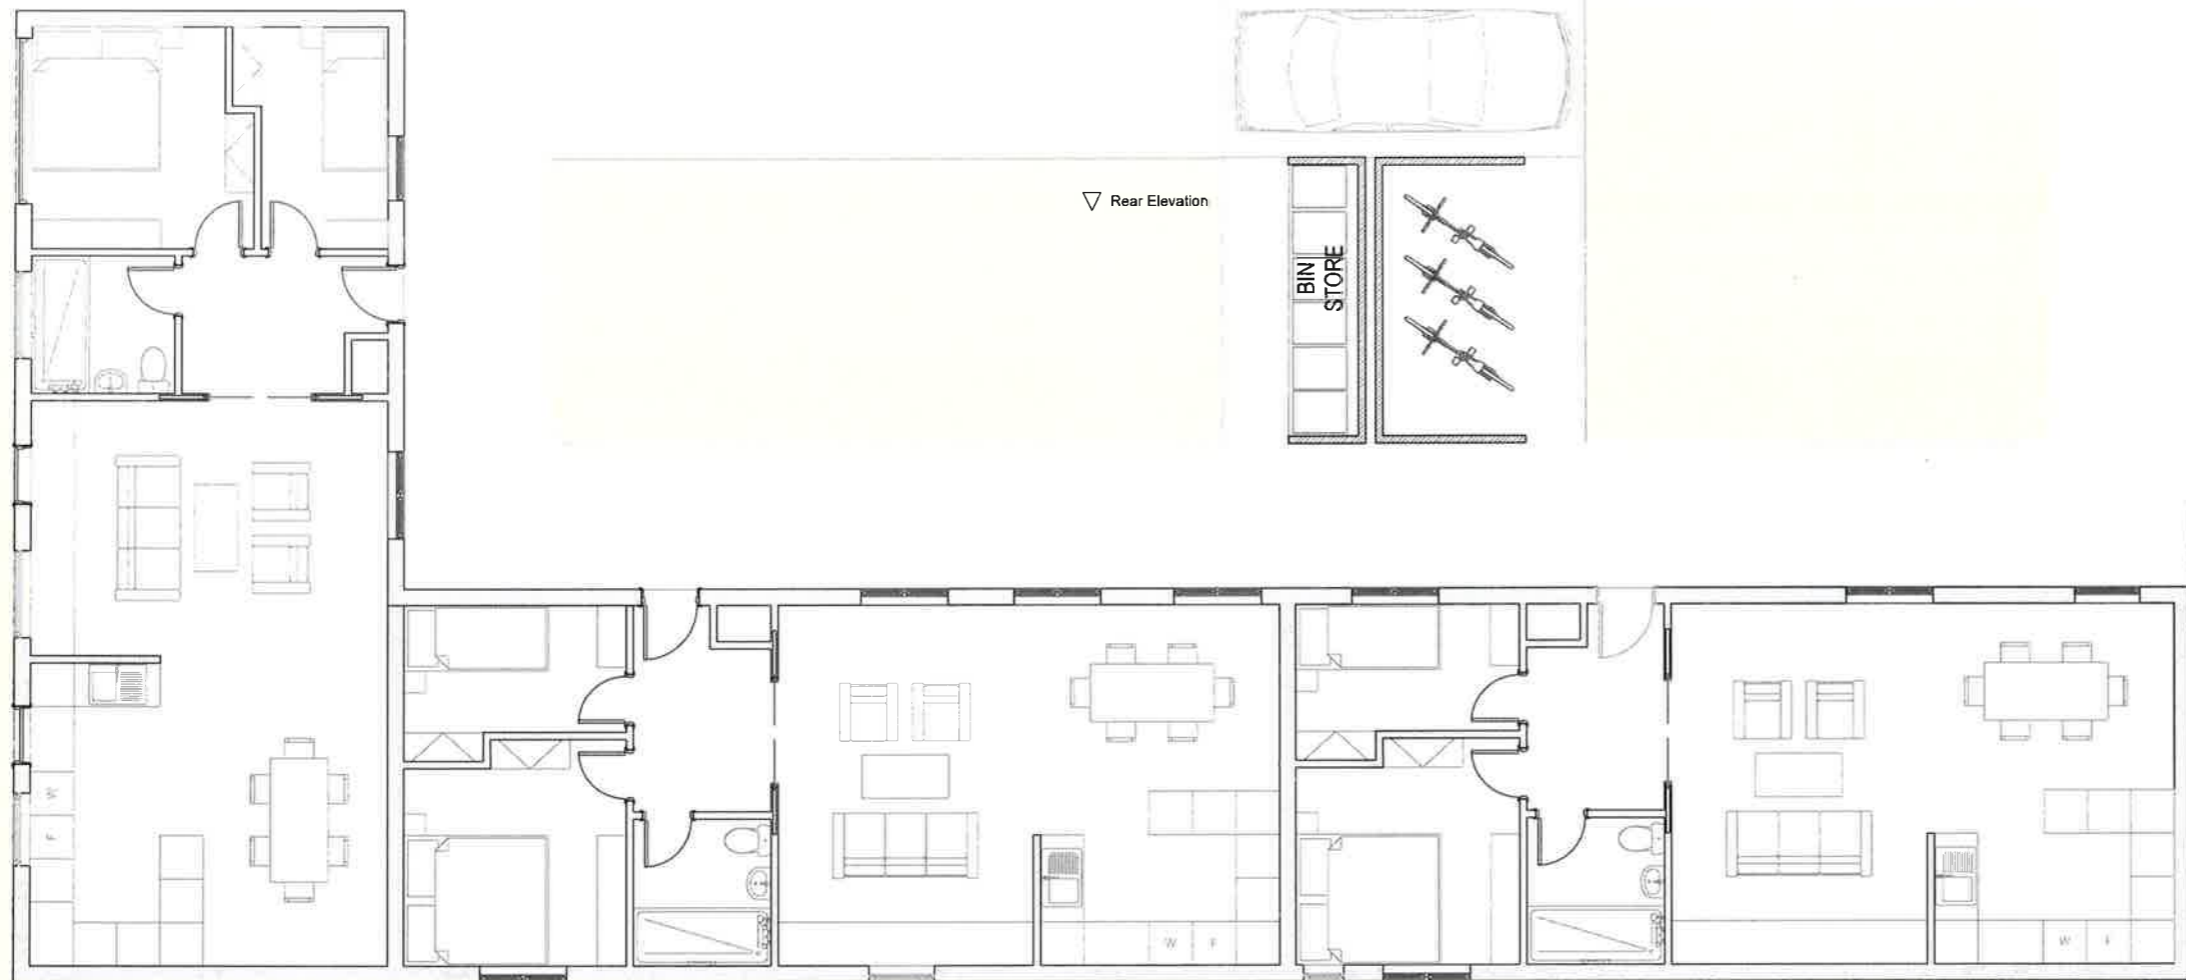 Rear Elevation
BIN
STORE
W
F
W F
W F